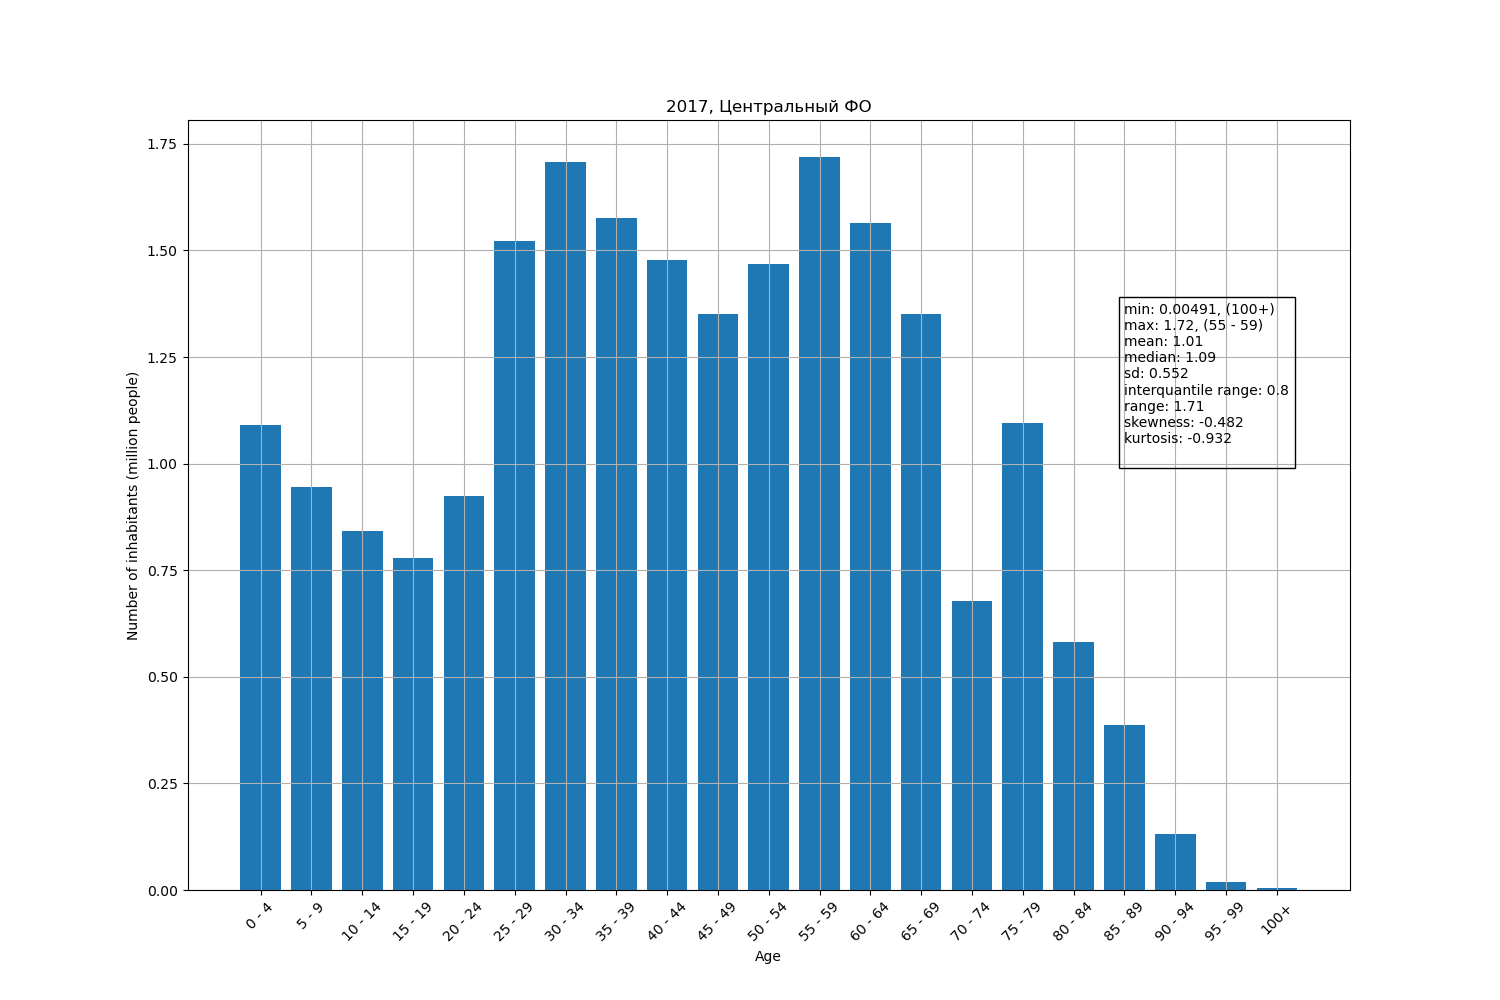 2017, Центральный ФО
1.75
1.50
1.25
1.00
0.75
0.50
0.25
0.00
Number of inhabitants (million people)
min: 0.00491, (100+)
max: 1.72, (55 - 59)
mean: 1.01
median: 1.09
sd: 0.552
interquantile range: 0.8
range: 1.71
skewness: -0.482
kurtosis: -0.932
0 - 4
5 - 9
10 - 14
15 - 19
20 - 24
25 - 29
30 - 34
35 - 39
40 - 44
45 - 49
50 - 54
55 - 59
60 - 64
65 - 69
70 - 74
75 - 79
80 - 84
85 - 89
90 - 94
95 - 99
100+
Age